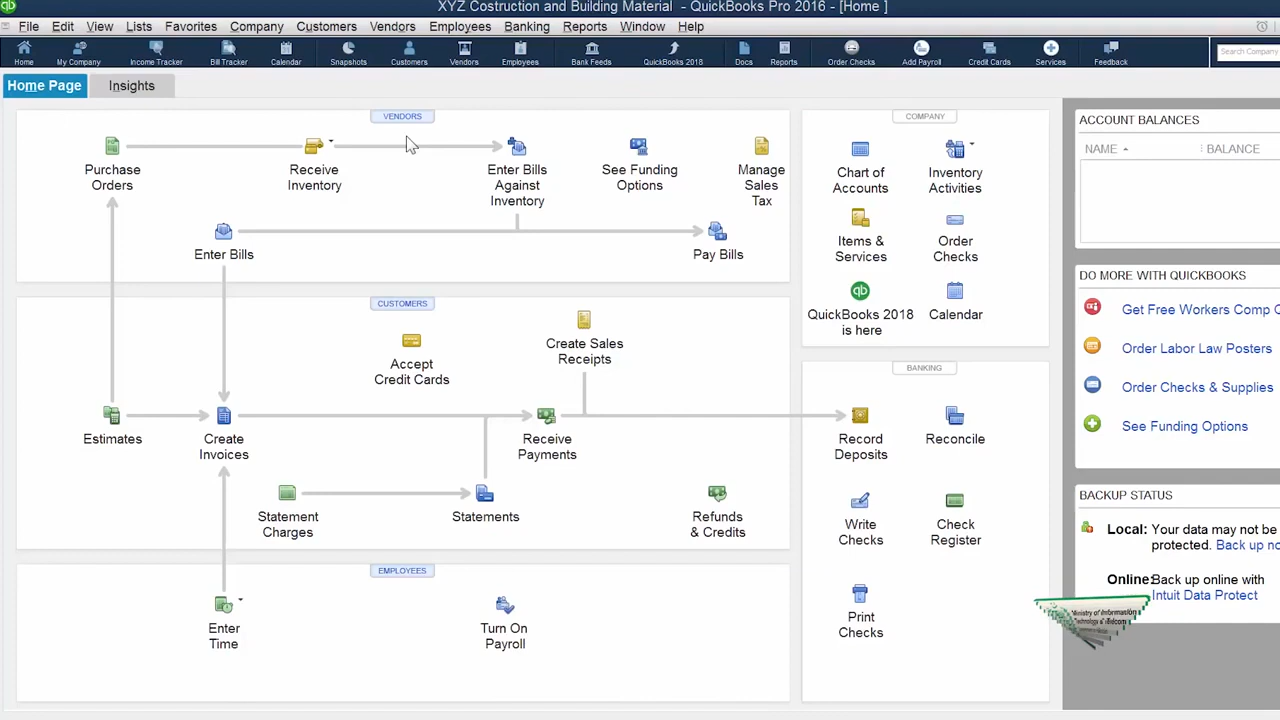 XYZ Costruction and Building Material - QuickBooks Pro 2016 - [Home ]
File Edit View Lists Favorites Company Customers Vendors Employees Banking Reports Window Help
Home My Company Income Tracker Bill Tracker Calendar Snapshots Customers Vendors Employees Bank Feeds QuickBooks 2018 Docs Reports Order Checks Add Payroll Credit Cards Services Feedback
Search Company
Home Page Insights
VENDORS
Purchase
Orders
Receive
Inventory
Enter Bills
Against
Inventory
See Funding
Options
Manage
Sales
Tax
Enter Bills
Pay Bills
CUSTOMERS
Accept
Credit Cards
Create Sales
Receipts
Estimates
Create
Invoices
Receive
Payments
Statement
Charges
Statements
Refunds
& Credits
EMPLOYEES
Enter
Time
Turn On
Payroll
COMPANY
Chart of
Accounts
Inventory
Activities
Items &
Services
Order
Checks
QuickBooks 2018
is here
Calendar
BANKING
Record
Deposits
Reconcile
Write
Checks
Check
Register
Print
Checks
ACCOUNT BALANCES
NAME BALANCE
DO MORE WITH QUICKBOOKS
Get Free Workers Comp
Order Labor Law Posters
Order Checks & Supplies
See Funding Options
BACKUP STATUS
Local: Your data may not be
protected. Back up
Online: Back up online with
Intuit Data Protect
Ministry of Information